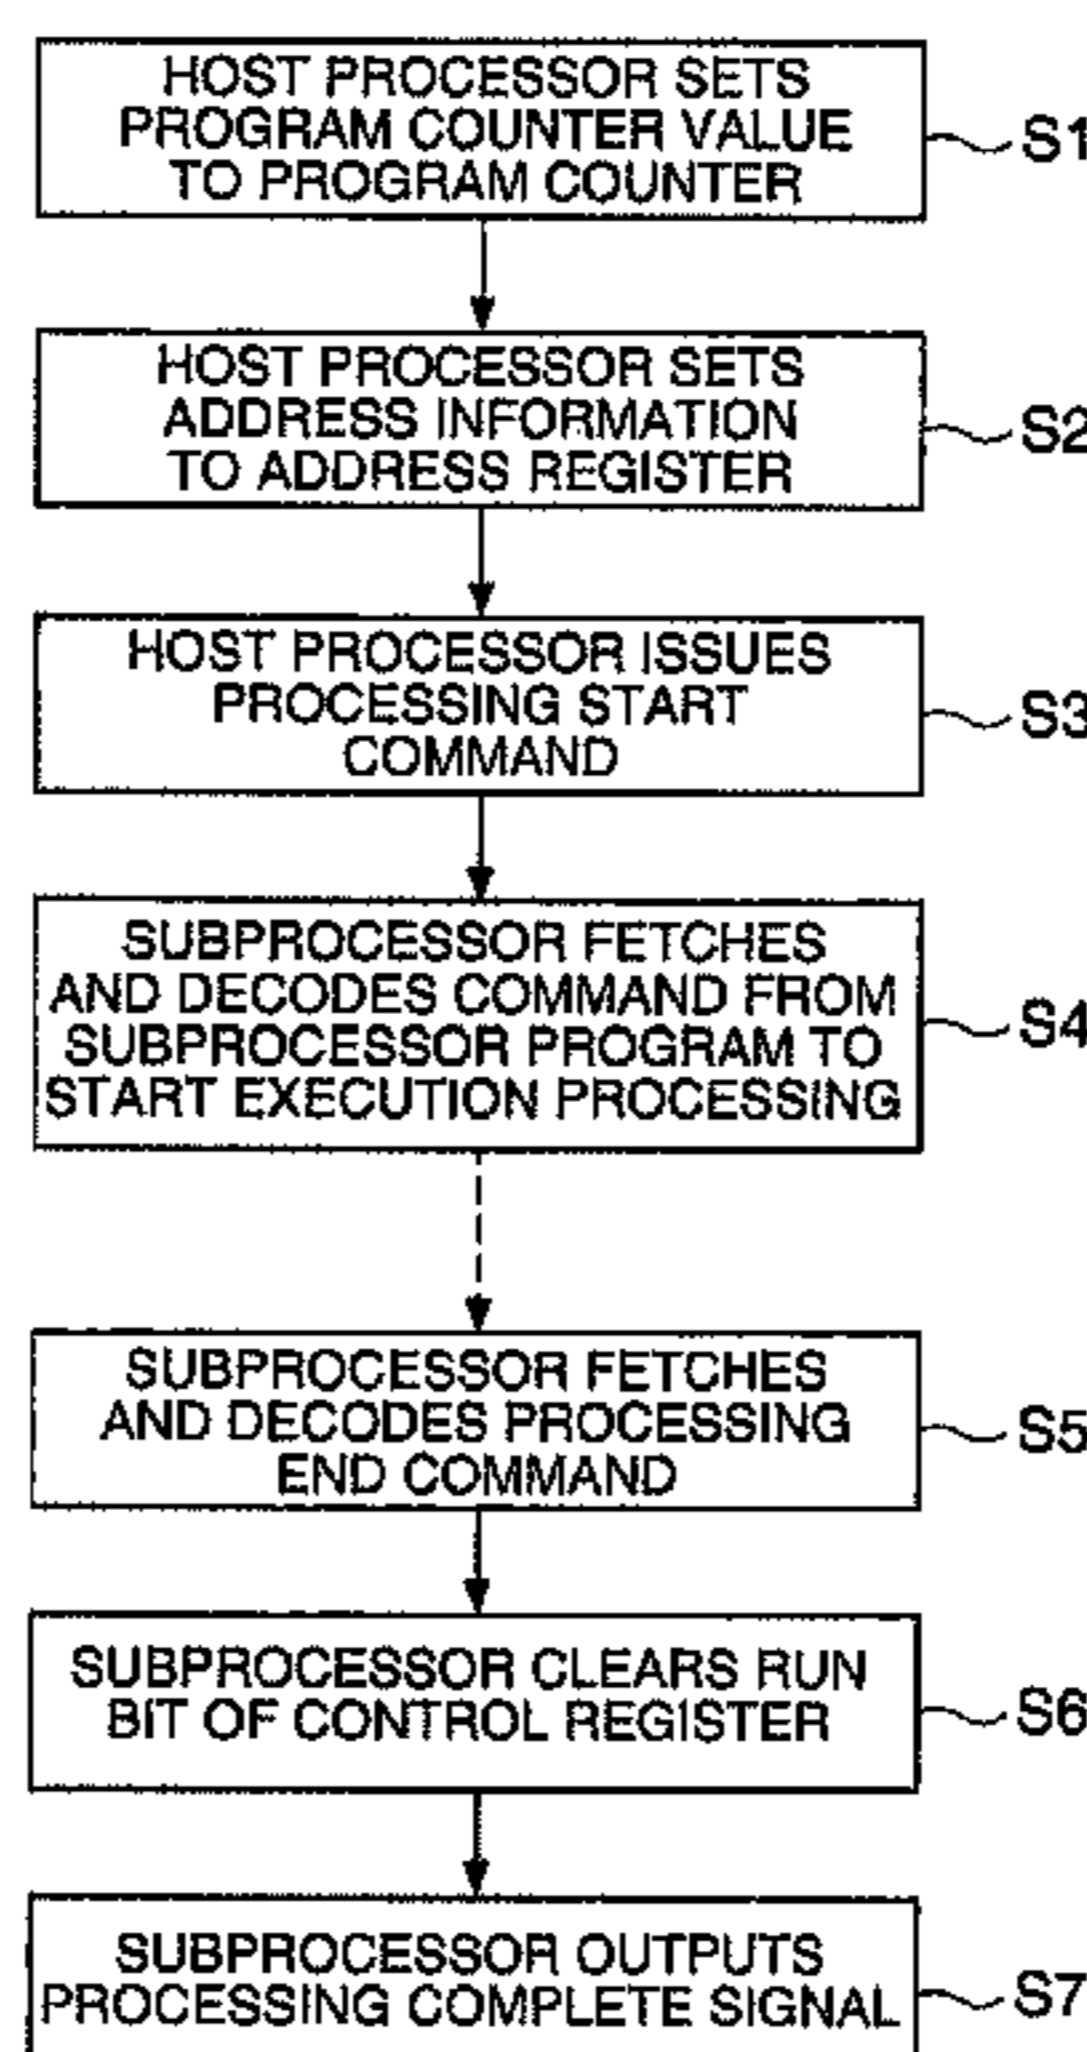 HOST PROCESSOR SETS
PROGRAM COUNTER VALUE
TO PROGRAM COUNTER
S1
HOST PROCESSOR SETS
ADDRESS INFORMATION
TO ADDRESS REGISTER
S2
HOST PROCESSOR ISSUES
PROCESSING START
COMMAND
S3
SUBPROCESSOR FETCHES
AND DECODES COMMAND FROM
SUBPROCESSOR PROGRAM TO
START EXECUTION PROCESSING
S4
SUBPROCESSOR FETCHES
AND DECODES PROCESSING
END COMMAND
S5
SUBPROCESSOR CLEARS RUN
BIT OF CONTROL REGISTER
S6
SUBPROCESSOR OUTPUTS
PROCESSING COMPLETE SIGNAL
S7